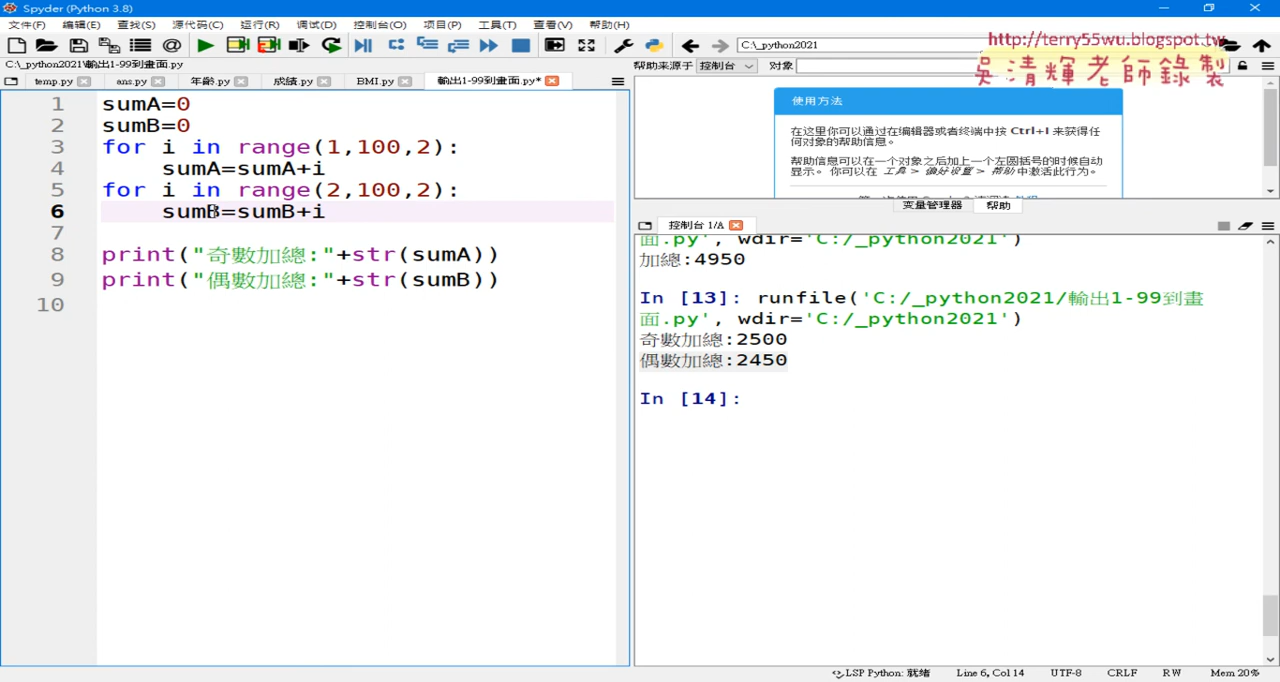 Spyder (Python 3.8)
文件(F) 编辑(E) 查找(S) 源代码(C) 运行(R) 调试(D) 控制台(O) 项目(P) 工具(T) 查看(V) 帮助(H)
C:\_python2021
http://terry55wu.blogspot.tw
吳清輝老師錄製
C:\_python2021\輸出1-99到畫面.py
帮助来源于 控制台 对象
temp.py ans.py 年齡.py 成績.py BMI.py 輸出1-99到畫面.py*
1 sumA=0
2 sumB=0
3 for i in range(1,100,2):
4 sumA=sumA+i
5 for i in range(2,100,2):
6 sumB=sumB+i
7
8 print("奇數加總:"+str(sumA))
9 print("偶數加總:"+str(sumB))
10
使用方法
在这里你可以通过在编辑器或者终端中按 Ctrl+I 来获得任
何对象的帮助信息。
帮助信息可以在一个对象之后加上一个左圆括号的时候自动
显示。 你可以在 工具 > 偏好设置 > 帮助 中激活此行为。
变量管理器 帮助
控制台 1/A
面.py', wdir='C:/_python2021')
加總:4950
In [13]: runfile('C:/_python2021/輸出1-99到畫
面.py', wdir='C:/_python2021')
奇數加總:2500
偶數加總:2450
In [14]:
LSP Python: 就绪 Line 6, Col 14 UTF-8 CRLF RW Mem 20%